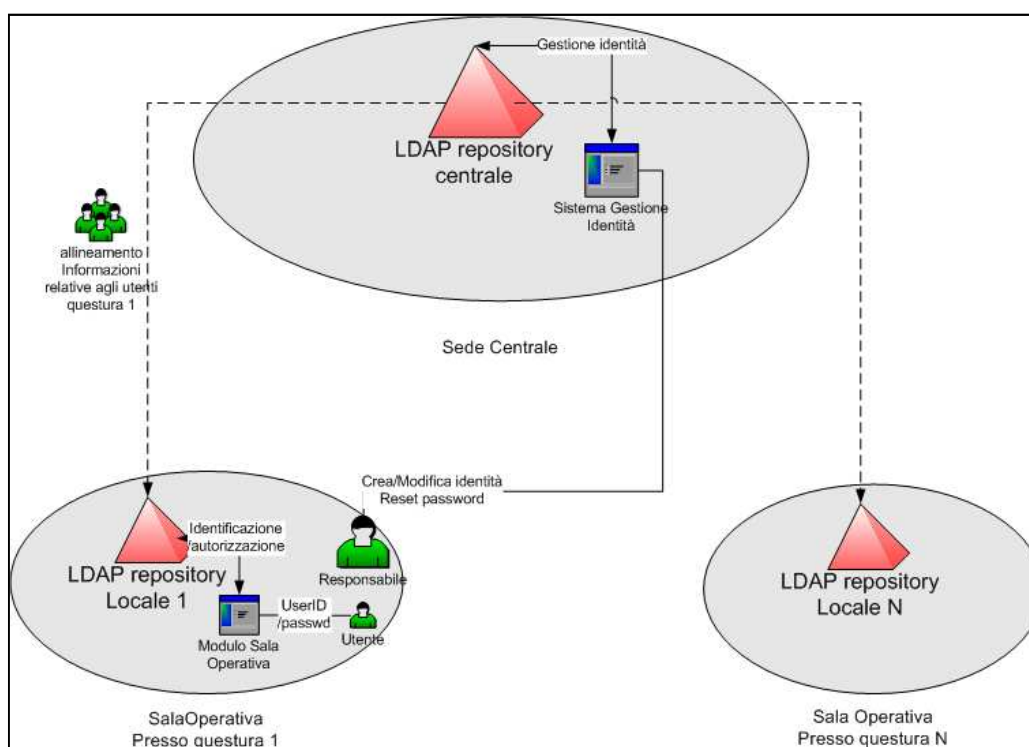 Gestione identità
LDAP repository
centrale
Sistema Gestione
Identità
allineamento
Informazioni
relative agli utenti
questura 1
Sede Centrale
Crea/Modifica identità
Reset password
Identificazione
/autorizzazione
Responsabile
LDAP repository
Locale 1
UserID
/passwd
Utente
Modulo Sala
Operativa
LDAP repository
Locale N
SalaOperativa
Presso questura 1
Sala Operativa
Presso questura N